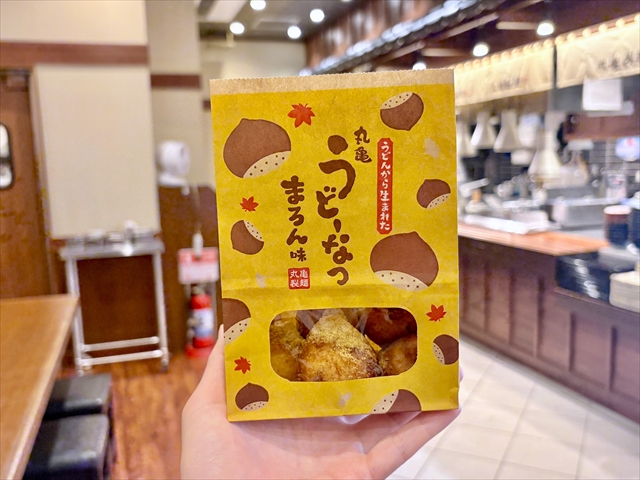 うどんから生まれた
丸亀
うどーなつ
まろん味
丸亀
製麺